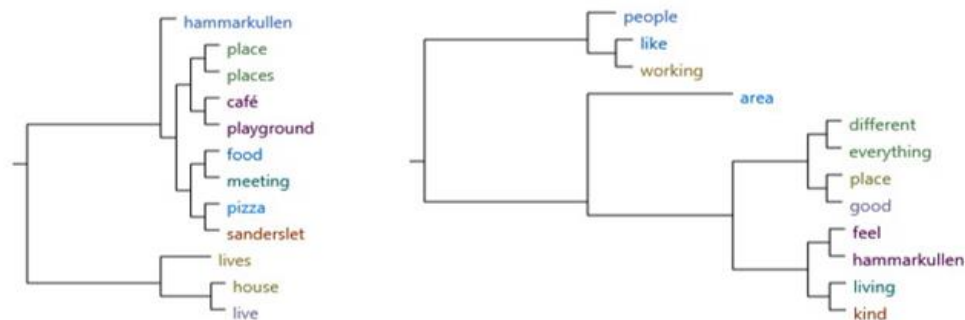 hammarkullen
place
places
café
playground
food
meeting
pizza
sanderslet
lives
house
live
people
like
working
area
different
everything
place
good
feel
hammarkullen
living
kind